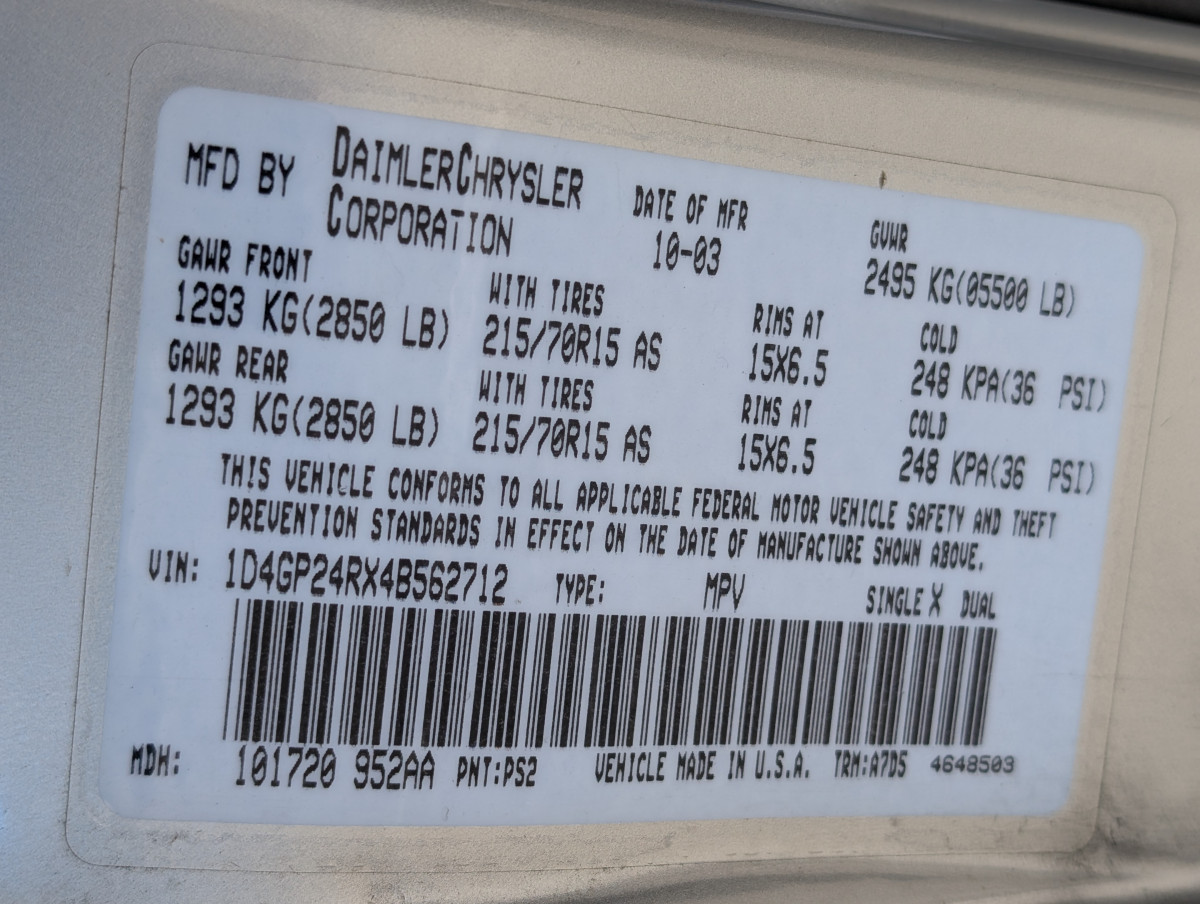 MFD BY DAIMLERCHRYSLER CORPORATION DATE OF MFR 10-03 GVWR 2495 KG(05500 LB)
GAWR FRONT WITH TIRES RIMS AT COLD
1293 KG(2850 LB) 215/70R15 AS 15X6.5 248 KPA(36 PSI)
GAWR REAR WITH TIRES RIMS AT COLD
1293 KG(2850 LB) 215/70R15 AS 15X6.5 248 KPA(36 PSI)
THIS VEHICLE CONFORMS TO ALL APPLICABLE FEDERAL MOTOR VEHICLE SAFETY AND THEFT
PREVENTION STANDARDS IN EFFECT ON THE DATE OF MANUFACTURE SHOWN ABOVE.
VIN: 1D4GP24RX4B562712 TYPE: MPV SINGLE X DUAL
MDH: 101720 952AA PNT:PS2 VEHICLE MADE IN U.S.A. TRM:A7D5 4648503